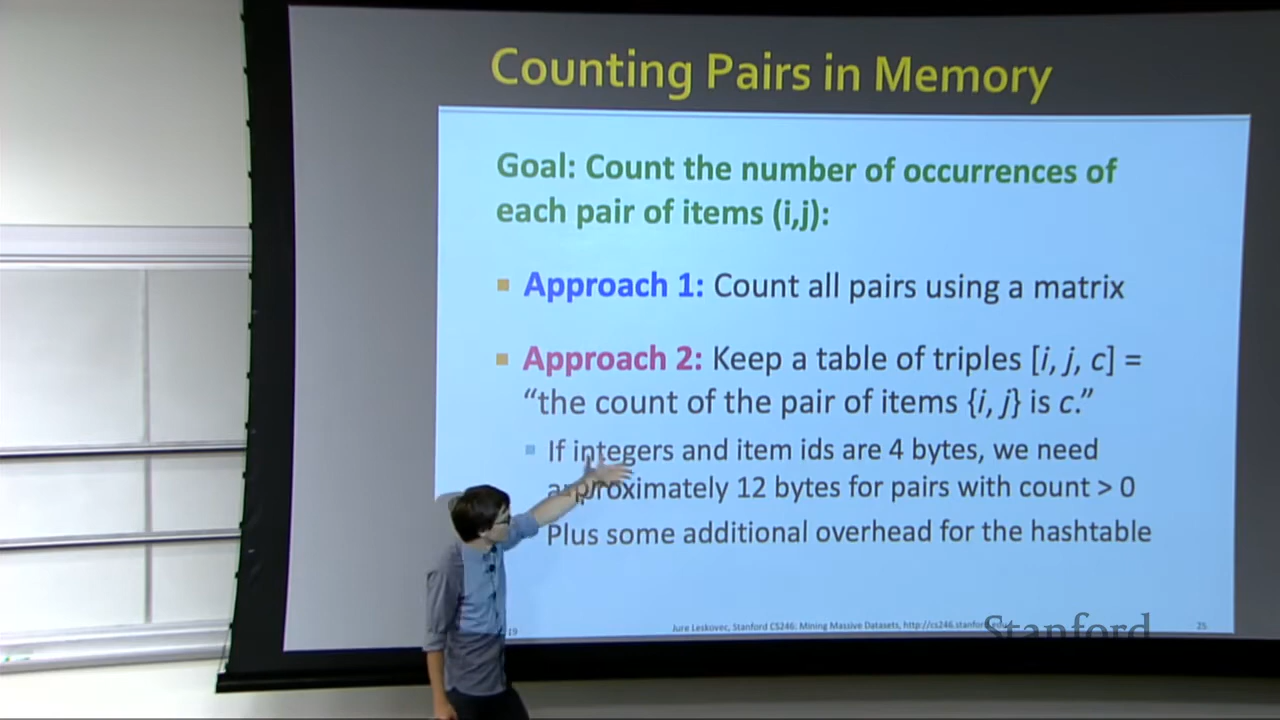 Counting Pairs in Memory
Goal: Count the number of occurrences of
each pair of items (i,j):
Approach 1: Count all pairs using a matrix
Approach 2: Keep a table of triples [i, j, c] =
“the count of the pair of items {i, j} is c.”
If integers and item ids are 4 bytes, we need
approximately 12 bytes for pairs with count > 0
Plus some additional overhead for the hashtable
19
Jure Leskovec, Stanford CS246: Mining Massive Datasets, http://cs246.stanford.edu
25
Stanford